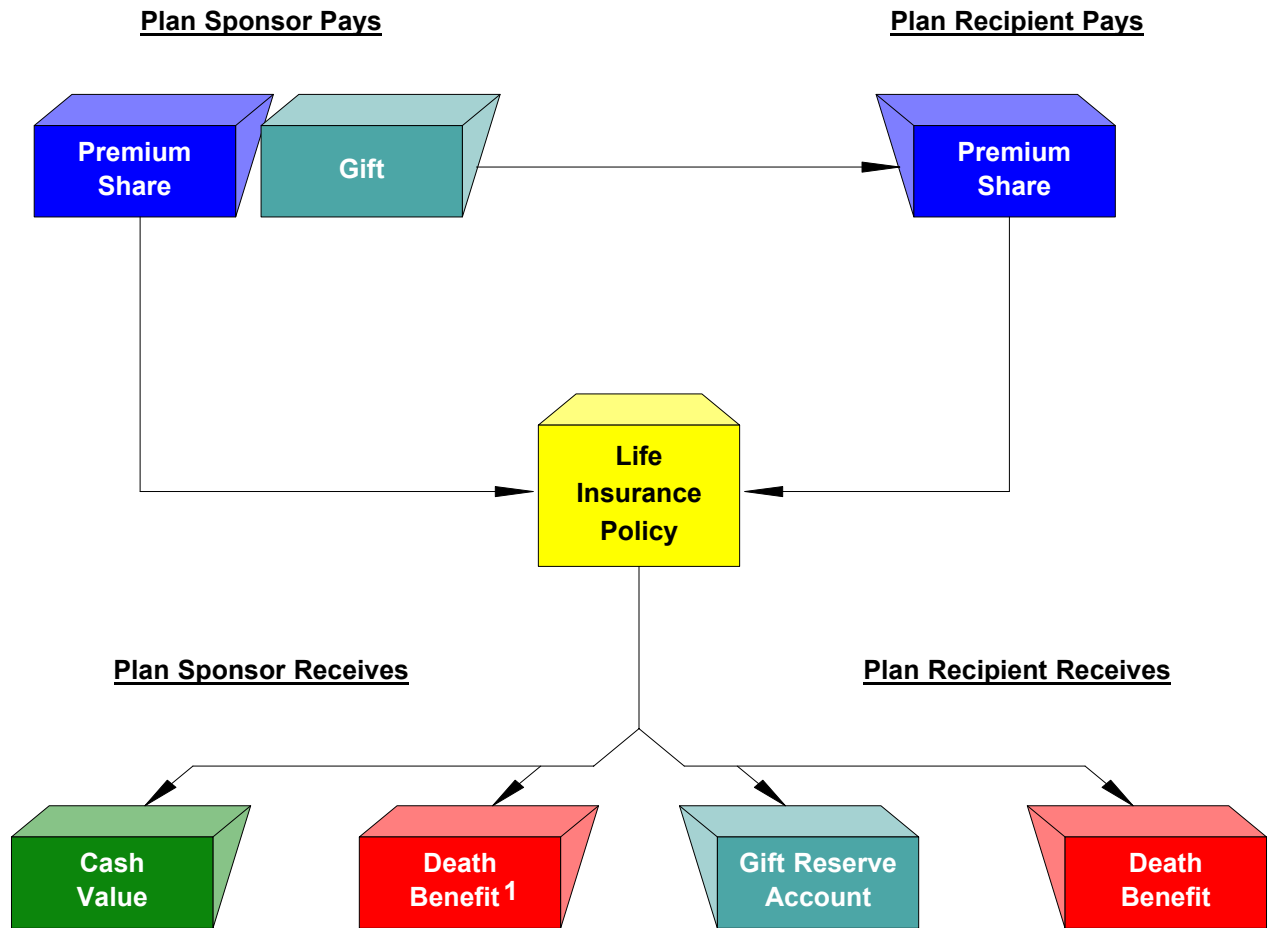 Plan Sponsor Pays
Plan Recipient Pays
Premium
Share
Gift
Premium
Share
Life
Insurance
Policy
Plan Sponsor Receives
Plan Recipient Receives
Cash
Value
Death
Benefit 1
Gift Reserve
Account
Death
Benefit